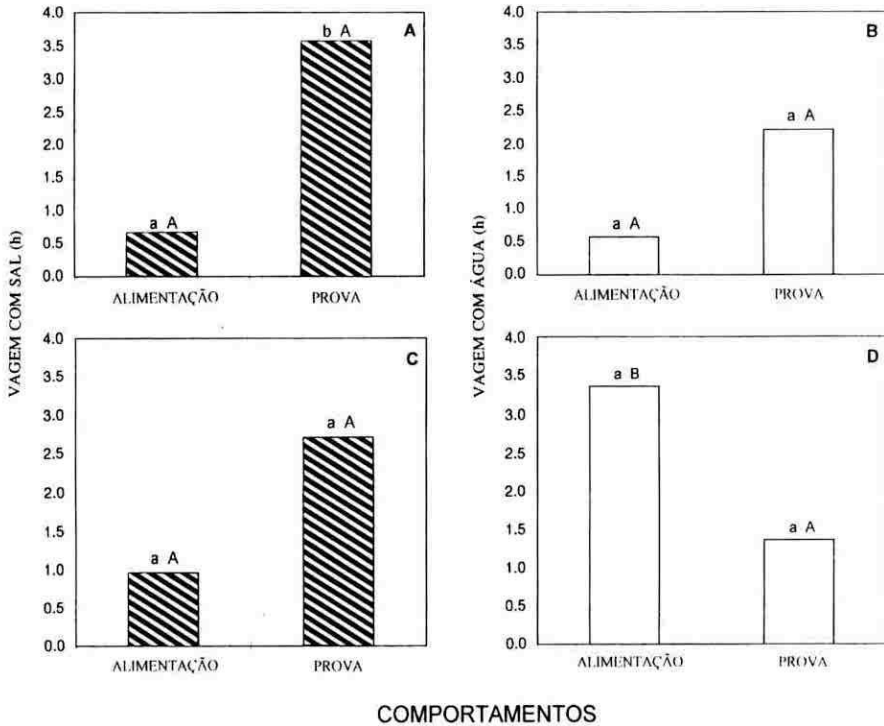 VAGEM COM SAL (h)
4.0
3.5
3.0
2.5
2.0
1.5
1.0
0.5
0.0
A
a A
b A
ALIMENTAÇÃO
PROVA
VAGEM COM ÁGUA (h)
4.0
3.5
3.0
2.5
2.0
1.5
1.0
0.5
0.0
B
a A
a A
ALIMENTAÇÃO
PROVA
4.0
3.5
3.0
2.5
2.0
1.5
1.0
0.5
0.0
C
a A
a A
ALIMENTAÇÃO
PROVA
4.0
3.5
3.0
2.5
2.0
1.5
1.0
0.5
0.0
D
a B
a A
ALIMENTAÇÃO
PROVA
COMPORTAMENTOS